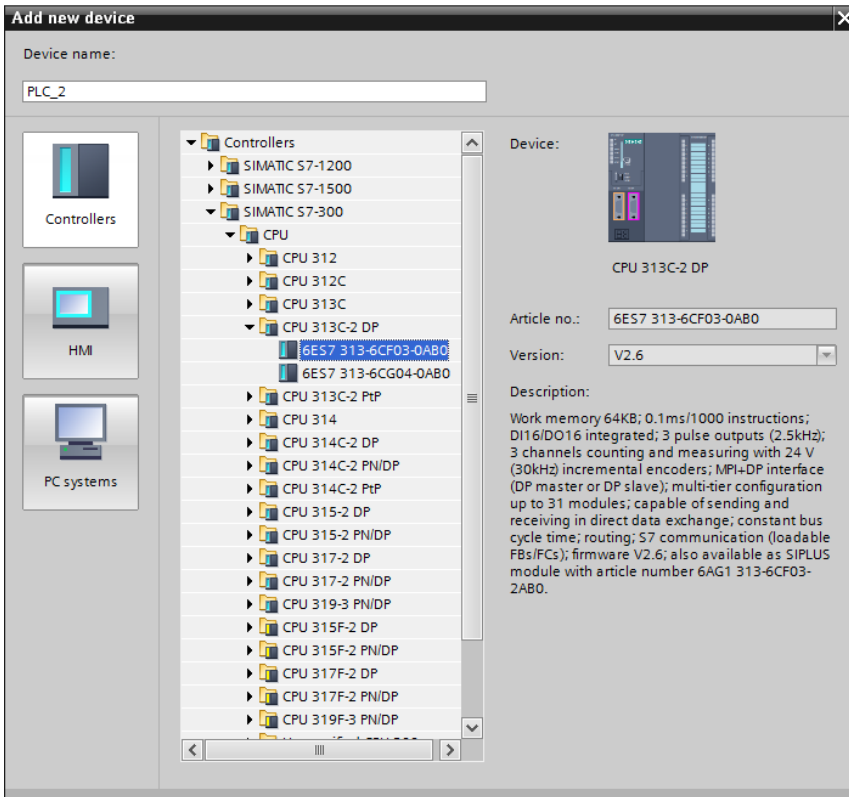 Add new device
Device name:
PLC_2
Controllers
HMI
PC systems
Controllers
SIMATIC S7-1200
SIMATIC S7-1500
SIMATIC S7-300
CPU
CPU 312
CPU 312C
CPU 313C
CPU 313C-2 DP
6ES7 313-6CF03-0AB0
6ES7 313-6CG04-0AB0
CPU 313C-2 PtP
CPU 314
CPU 314C-2 DP
CPU 314C-2 PN/DP
CPU 314C-2 PtP
CPU 315-2 DP
CPU 315-2 PN/DP
CPU 317-2 DP
CPU 317-2 PN/DP
CPU 319-3 PN/DP
CPU 315F-2 DP
CPU 315F-2 PN/DP
CPU 317F-2 DP
CPU 317F-2 PN/DP
CPU 319F-3 PN/DP
Device:
CPU 313C-2 DP
Article no.:
6ES7 313-6CF03-0AB0
Version:
V2.6
Description:
Work memory 64KB; 0.1ms/1000 instructions;
DI16/DO16 integrated; 3 pulse outputs (2.5kHz);
3 channels counting and measuring with 24 V
(30kHz) incremental encoders; MPI+DP interface
(DP master or DP slave); multi-tier configuration
up to 31 modules; capable of sending and
receiving in direct data exchange; constant bus
cycle time; routing; S7 communication (loadable
FBs/FCs); firmware V2.6; also available as SIPLUS
module with article number 6AG1 313-6CF03-
2AB0.